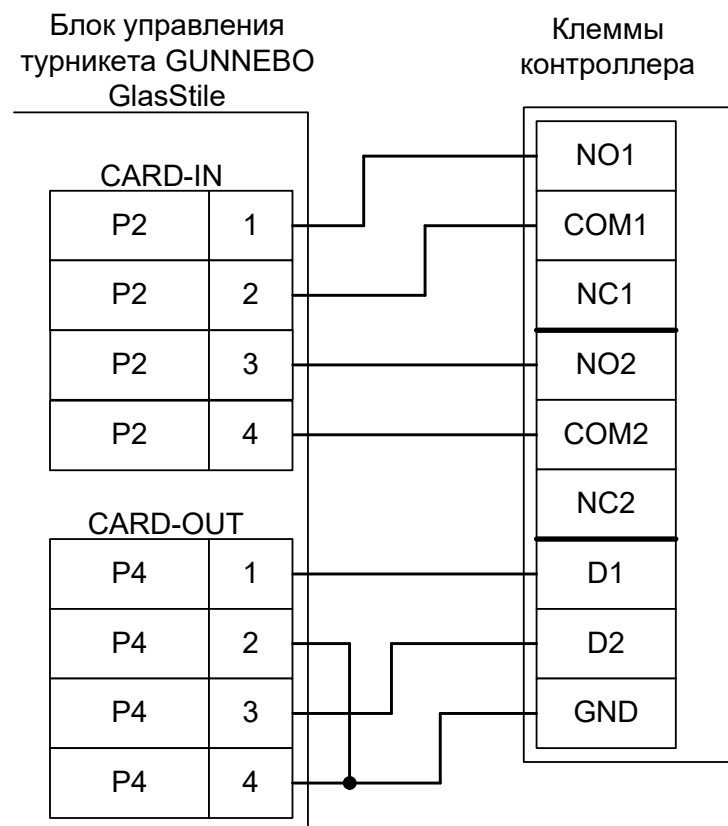 Блок управления
турникета GUNNEBO
GlasStile
CARD-IN
P2 1
P2 2
P2 3
P2 4
CARD-OUT
P4 1
P4 2
P4 3
P4 4
Клеммы
контроллера
NO1
COM1
NC1
NO2
COM2
NC2
D1
D2
GND